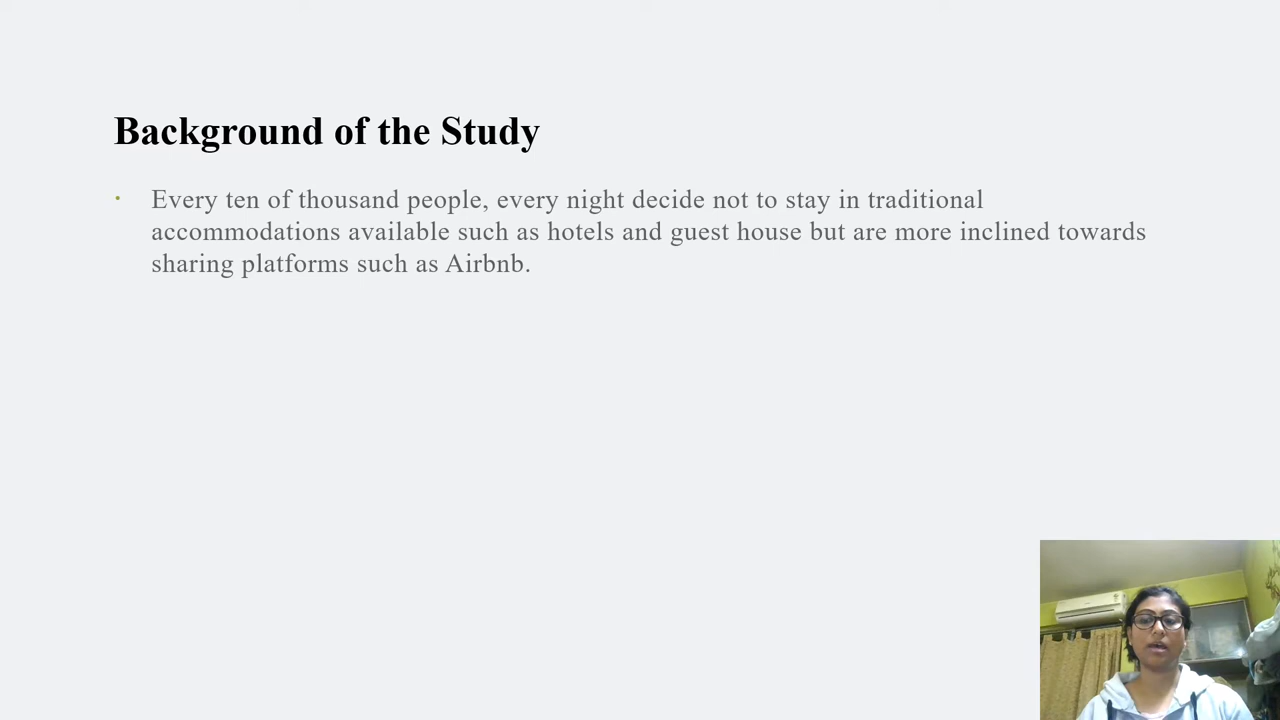 Background of the Study
Every ten of thousand people, every night decide not to stay in traditional
accommodations available such as hotels and guest house but are more inclined towards
sharing platforms such as Airbnb.